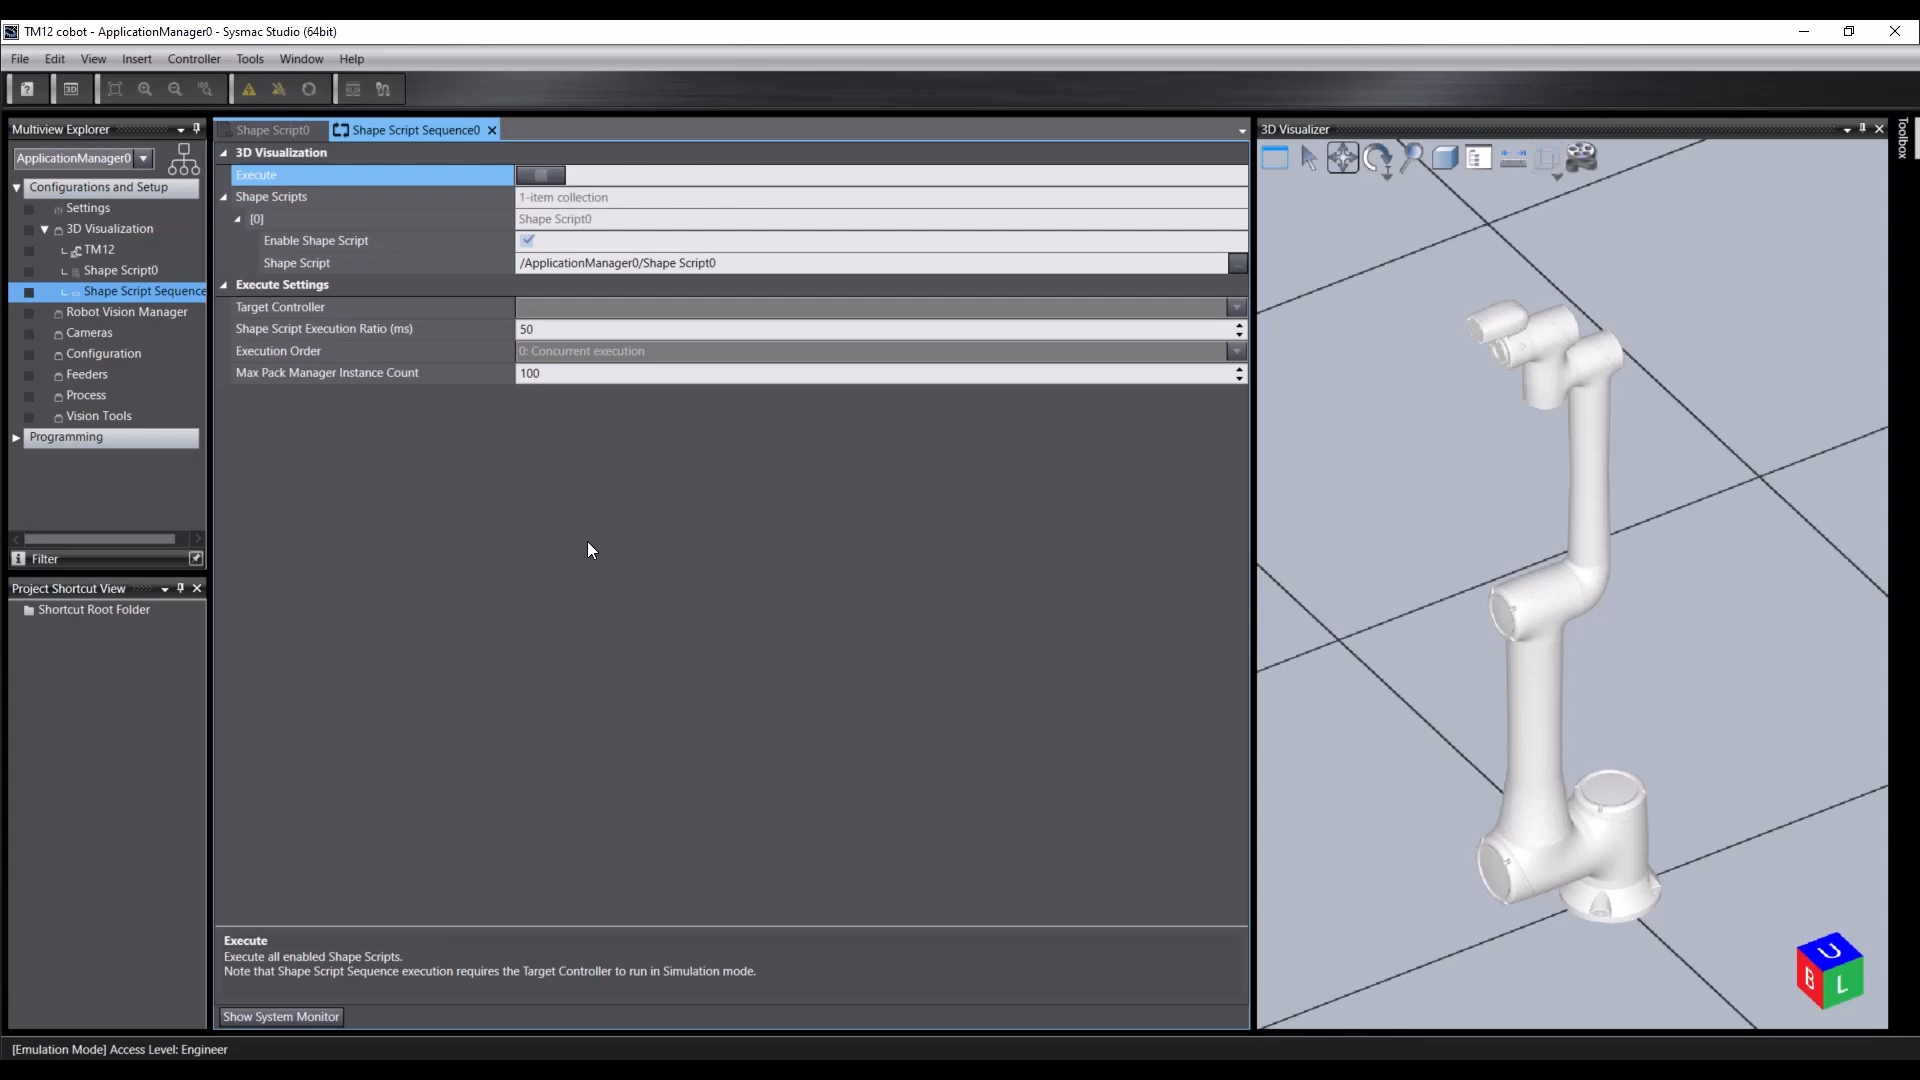 TM12 cobot - ApplicationManager0 - Sysmac Studio (64bit)
File Edit View Insert Controller Tools Window Help
3D
Multiview Explorer
ApplicationManager0
Configurations and Setup
Settings
3D Visualization
TM12
Shape Script0
Shape Script Sequence
Robot Vision Manager
Cameras
Configuration
Feeders
Process
Vision Tools
Programming
Filter
Project Shortcut View
Shortcut Root Folder
Shape Script0 Shape Script Sequence0
3D Visualization
Execute
Shape Scripts 1-item collection
[0] Shape Script0
Enable Shape Script
Shape Script /ApplicationManager0/Shape Script0 ...
Execute Settings
Target Controller
Shape Script Execution Ratio (ms) 50
Execution Order 0: Concurrent execution
Max Pack Manager Instance Count 100
Execute
Execute all enabled Shape Scripts.
Note that Shape Script Sequence execution requires the Target Controller to run in Simulation mode.
Show System Monitor
3D Visualizer
Toolbox
U
B L
[Emulation Mode] Access Level: Engineer